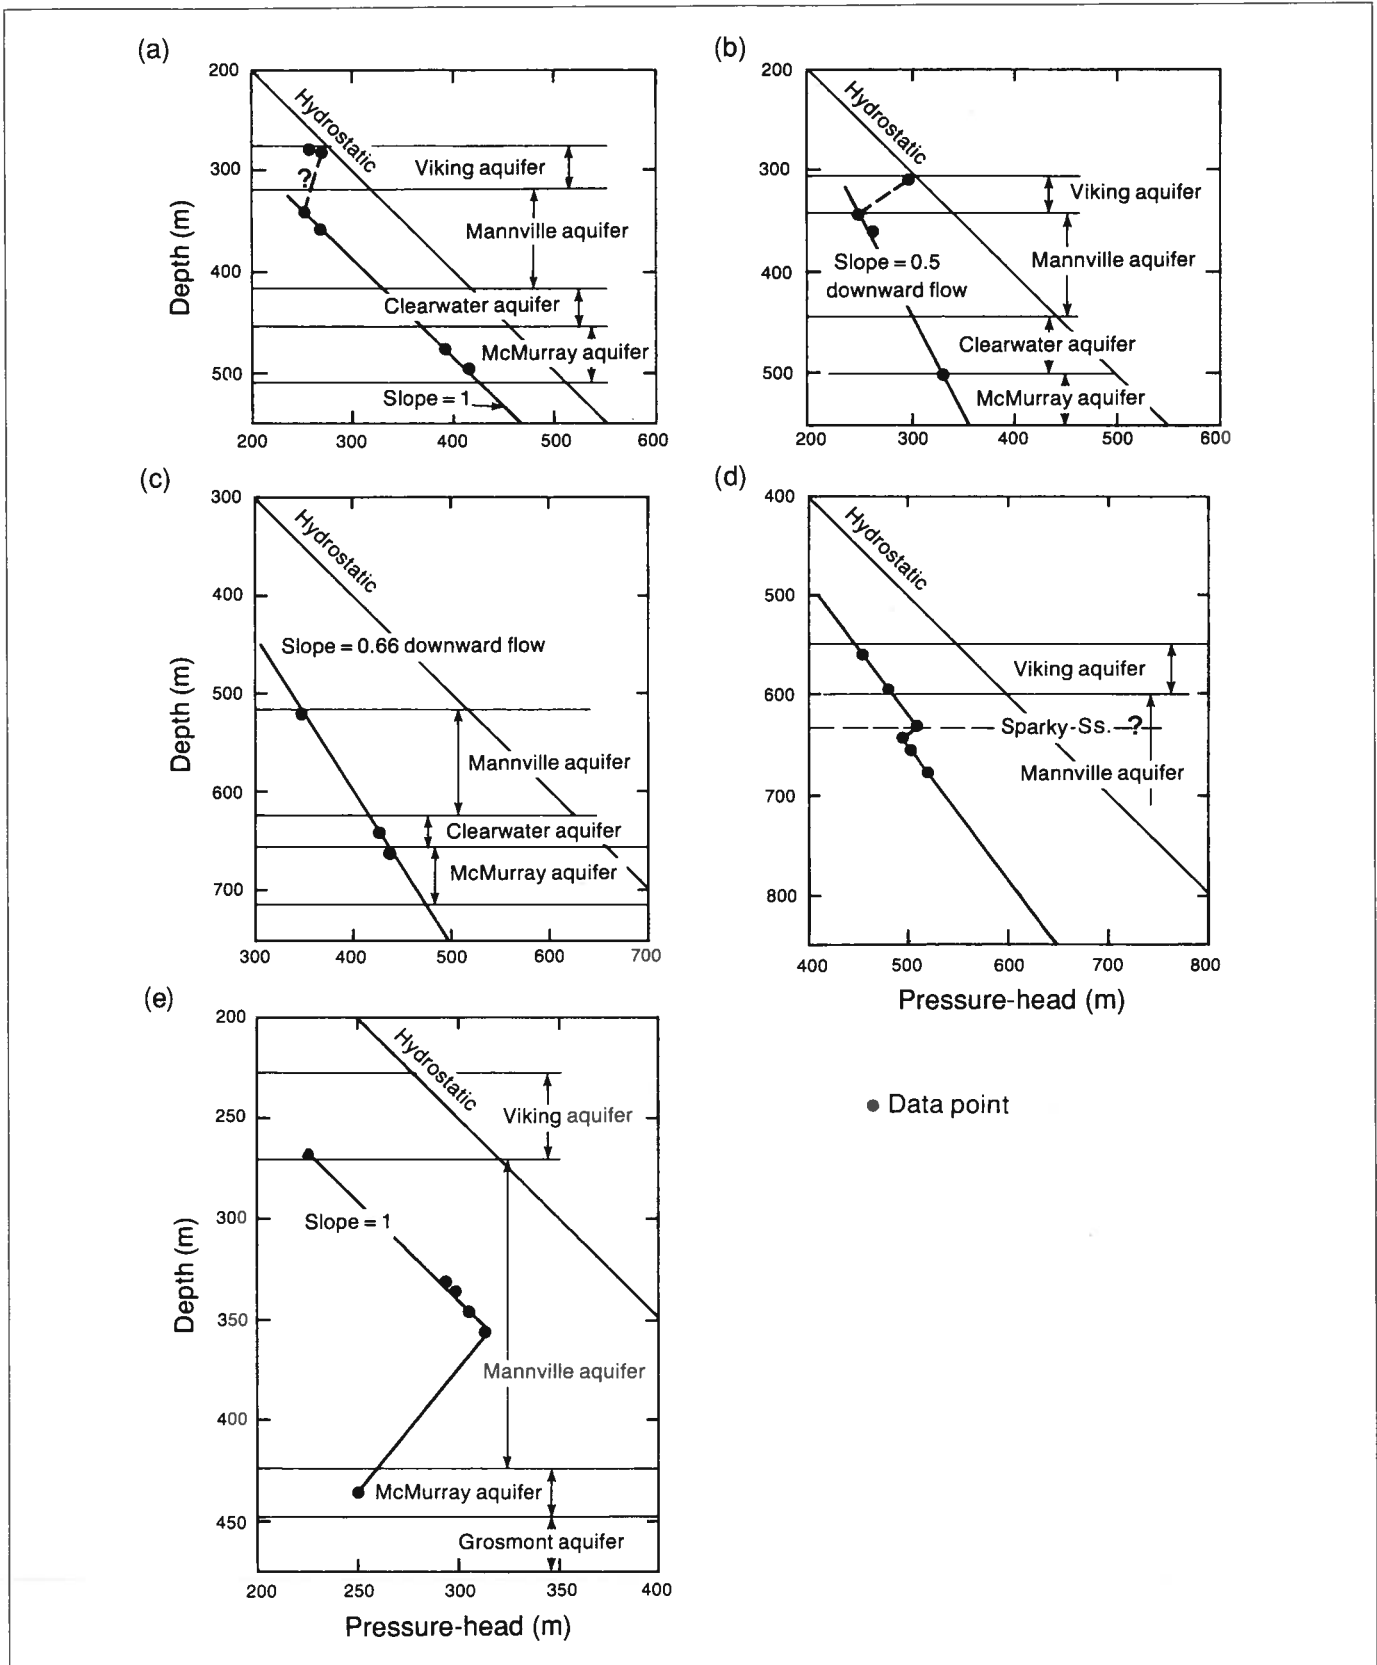 (a)
200
300
400
500
Depth (m)
Hydrostatic
?
Viking aquifer
Mannville aquifer
Clearwater aquifer
McMurray aquifer
Slope = 1
200 300 400 500 600
(b)
200
300
400
500
Hydrostatic
Viking aquifer
Slope = 0.5
downward flow
Mannville aquifer
Clearwater aquifer
McMurray aquifer
200 300 400 500 600
(c)
300
400
500
600
700
Depth (m)
Hydrostatic
Slope = 0.66 downward flow
Mannville aquifer
Clearwater aquifer
McMurray aquifer
300 400 500 600 700
(d)
400
500
600
700
800
Hydrostatic
Viking aquifer
Sparky-Ss. ?
Mannville aquifer
400 500 600 700 800
Pressure-head (m)
(e)
200
250
300
350
400
450
Depth (m)
Hydrostatic
Viking aquifer
Slope = 1
Mannville aquifer
McMurray aquifer
Grosmont aquifer
200 250 300 350 400
Pressure-head (m)
Data point